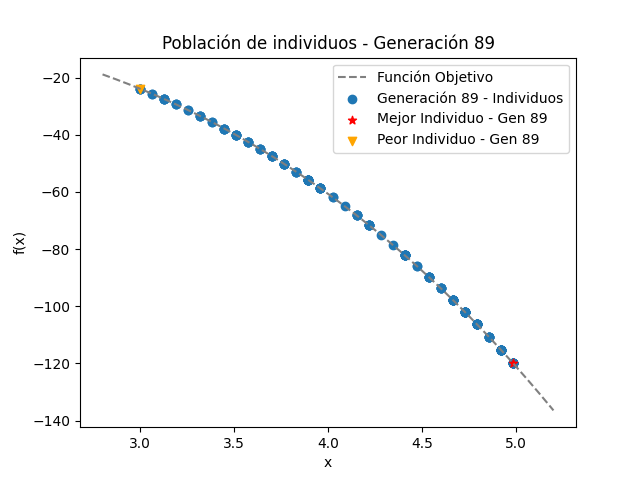 Población de individuos - Generación 89
Función Objetivo
Generación 89 - Individuos
Mejor Individuo - Gen 89
Peor Individuo - Gen 89
f(x)
−20
−40
−60
−80
−100
−120
−140
3.0 3.5 4.0 4.5 5.0
x